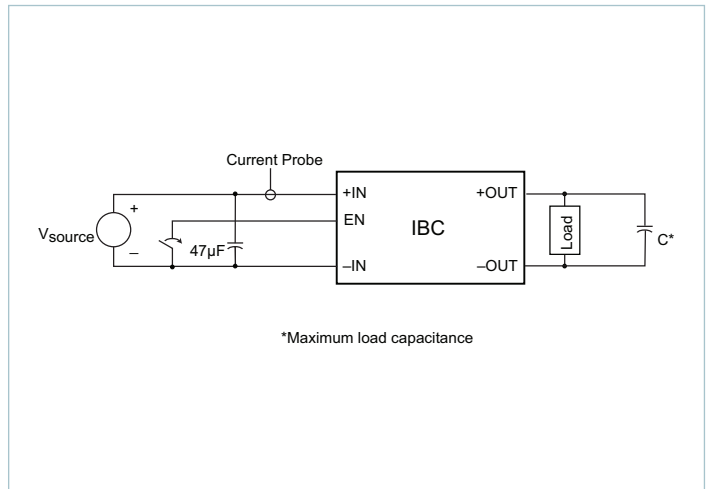 Current Probe
+IN
+OUT
+
EN
IBC
Load
Vsource
47µF
C*
–
–IN
–OUT
*Maximum load capacitance